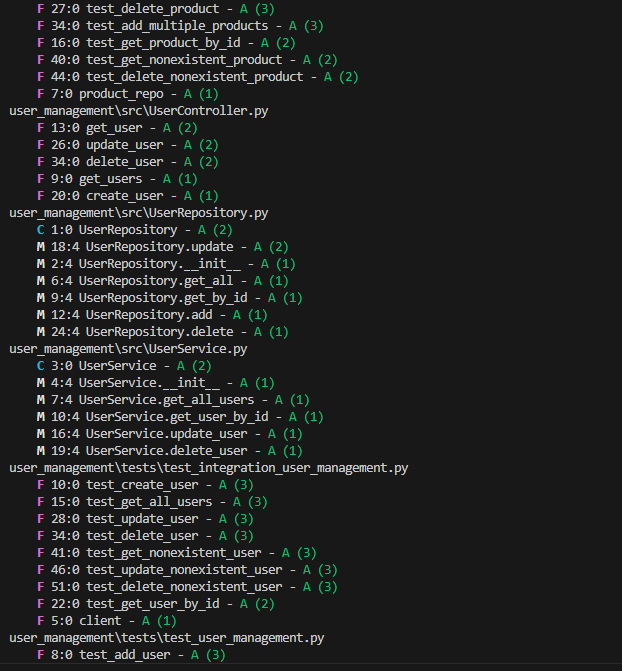 F 27:0 test_delete_product - A (3)
F 34:0 test_add_multiple_products - A (3)
F 16:0 test_get_product_by_id - A (2)
F 40:0 test_get_nonexistent_product - A (2)
F 44:0 test_delete_nonexistent_product - A (2)
F 7:0 product_repo - A (1)
user_management\src\UserController.py
F 13:0 get_user - A (2)
F 26:0 update_user - A (2)
F 34:0 delete_user - A (2)
F 9:0 get_users - A (1)
F 20:0 create_user - A (1)
user_management\src\UserRepository.py
C 1:0 UserRepository - A (2)
M 18:4 UserRepository.update - A (2)
M 2:4 UserRepository.__init__ - A (1)
M 6:4 UserRepository.get_all - A (1)
M 9:4 UserRepository.get_by_id - A (1)
M 12:4 UserRepository.add - A (1)
M 24:4 UserRepository.delete - A (1)
user_management\src\UserService.py
C 3:0 UserService - A (2)
M 4:4 UserService.__init__ - A (1)
M 7:4 UserService.get_all_users - A (1)
M 10:4 UserService.get_user_by_id - A (1)
M 16:4 UserService.update_user - A (1)
M 19:4 UserService.delete_user - A (1)
user_management\tests\test_integration_user_management.py
F 10:0 test_create_user - A (3)
F 15:0 test_get_all_users - A (3)
F 28:0 test_update_user - A (3)
F 34:0 test_delete_user - A (3)
F 41:0 test_get_nonexistent_user - A (3)
F 46:0 test_update_nonexistent_user - A (3)
F 51:0 test_delete_nonexistent_user - A (3)
F 22:0 test_get_user_by_id - A (2)
F 5:0 client - A (1)
user_management\tests\test_user_management.py
F 8:0 test_add_user - A (3)